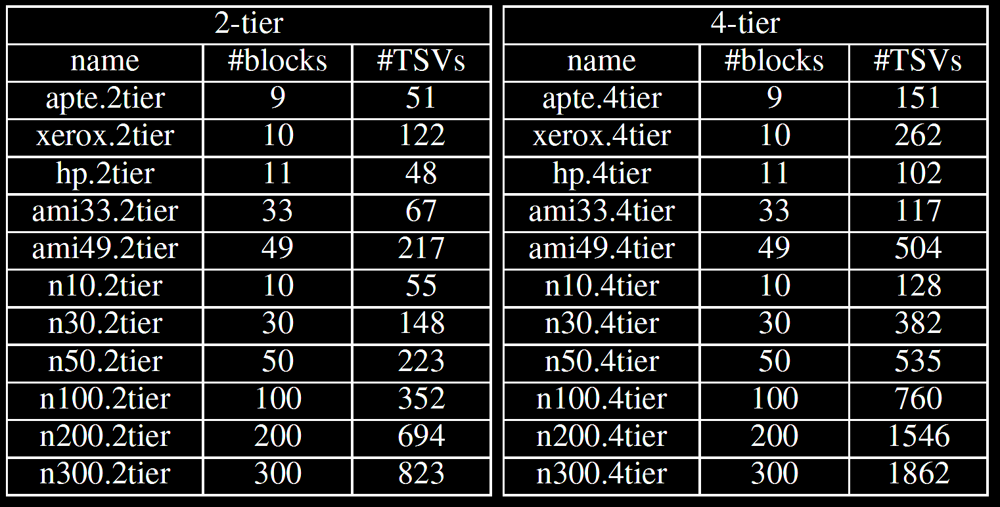 2-tier 4-tier
name #blocks #TSVs name #blocks #TSVs
apte.2tier 9 51 apte.4tier 9 151
xerox.2tier 10 122 xerox.4tier 10 262
hp.2tier 11 48 hp.4tier 11 102
ami33.2tier 33 67 ami33.4tier 33 117
ami49.2tier 49 217 ami49.4tier 49 504
n10.2tier 10 55 n10.4tier 10 128
n30.2tier 30 148 n30.4tier 30 382
n50.2tier 50 223 n50.4tier 50 535
n100.2tier 100 352 n100.4tier 100 760
n200.2tier 200 694 n200.4tier 200 1546
n300.2tier 300 823 n300.4tier 300 1862